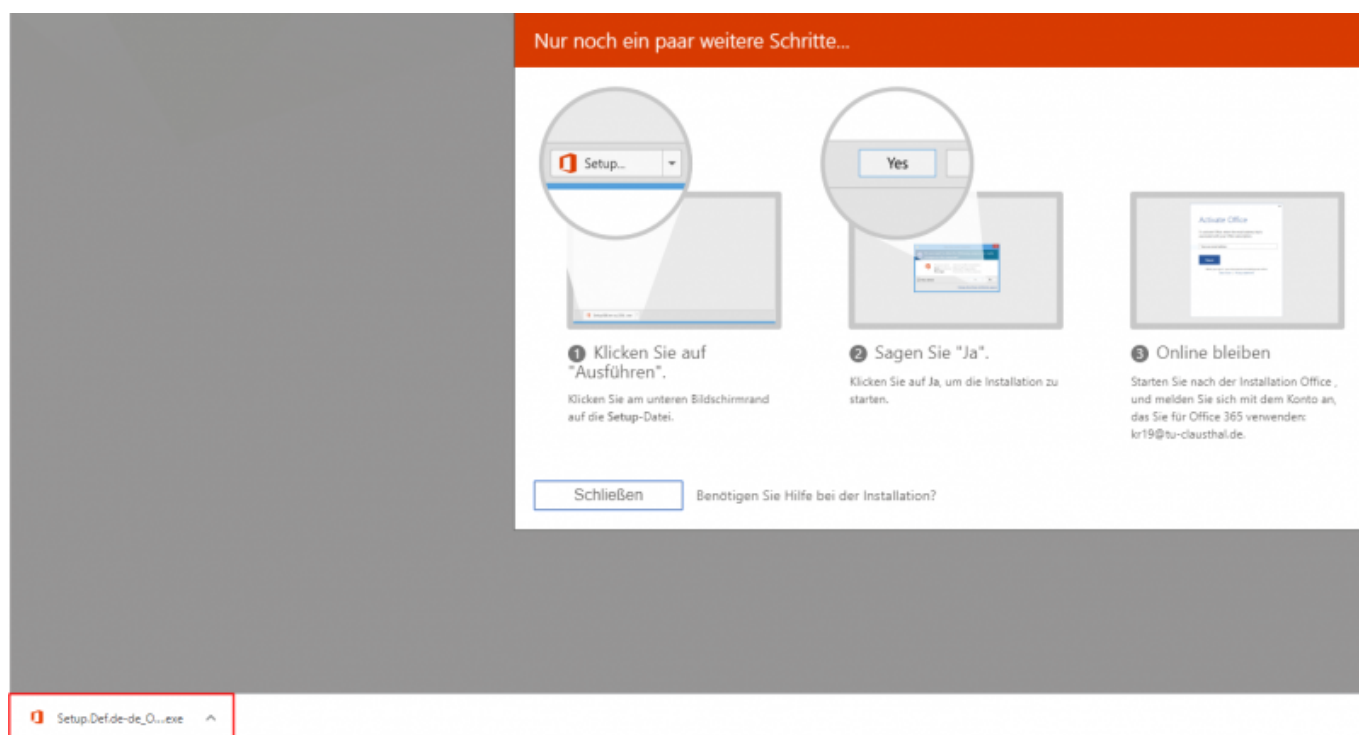 Nur noch ein paar weitere Schritte...
Setup...
Yes
Activate Office
1 Klicken Sie auf
"Ausführen".
Klicken Sie am unteren Bildschirmrand
auf die Setup-Datei.
2 Sagen Sie "Ja".
Klicken Sie auf Ja, um die Installation zu
starten.
3 Online bleiben
Starten Sie nach der Installation Office ,
und melden Sie sich mit dem Konto an,
das Sie für Office 365 verwenden:
kr19@tu-clausthal.de.
Schließen
Benötigen Sie Hilfe bei der Installation?
Setup.Def.de-de_O....exe